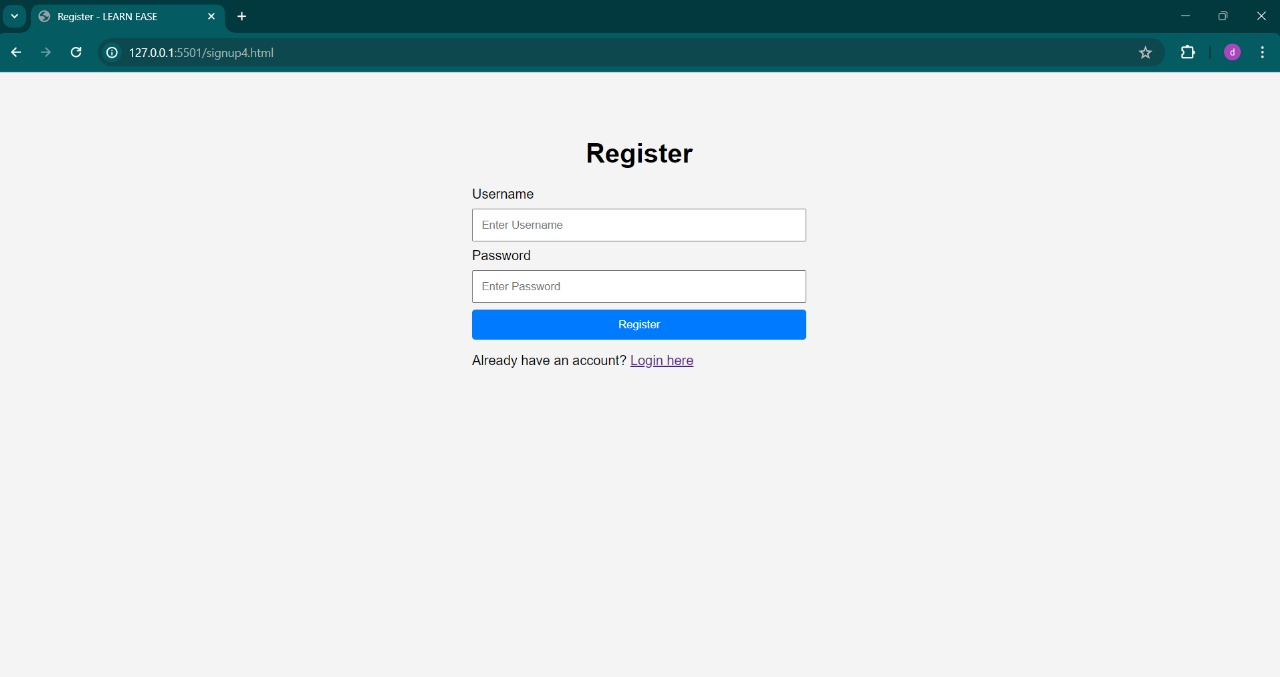 Register - LEARN EASE
127.0.0.1:5501/signup4.html
d
Register
Username
Enter Username
Password
Enter Password
Register
Already have an account? Login here